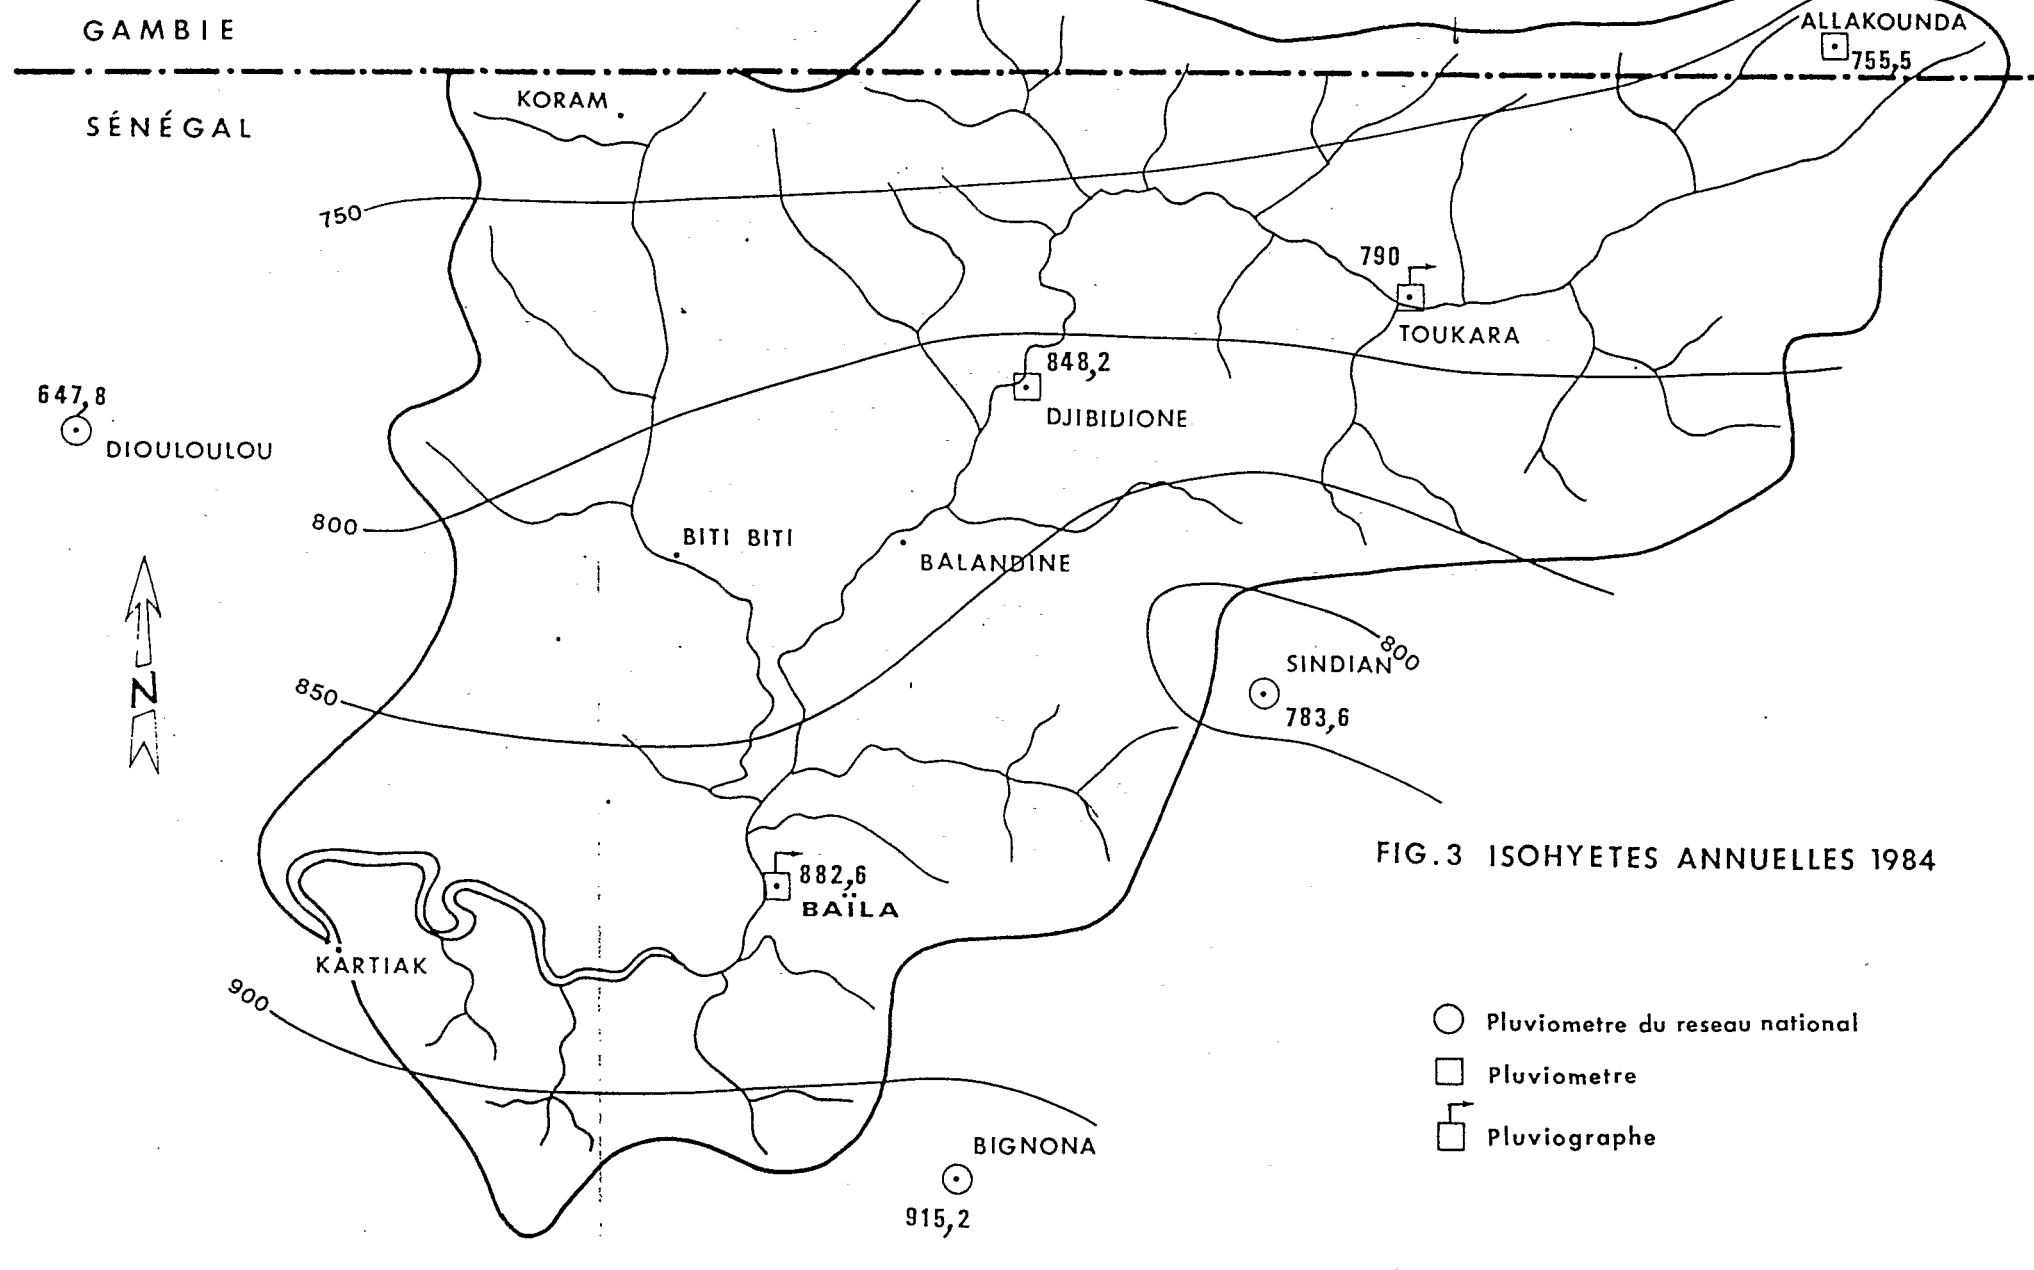 GAMBIE
ALLAKOUNDA
755,5
KORAM
SÉNÉGAL
750
790
TOUKARA
848,2
647,8
DJIBIDIONE
DIOULOULOU
800
BITI BITI
BALANDINE
800
SINDIAN
850
N
783,6
FIG.3 ISOHYETES ANNUELLES 1984
882,6
BAÏLA
KARTIAK
900
Pluviometre du reseau national
Pluviometre
Pluviographe
BIGNONA
915,2